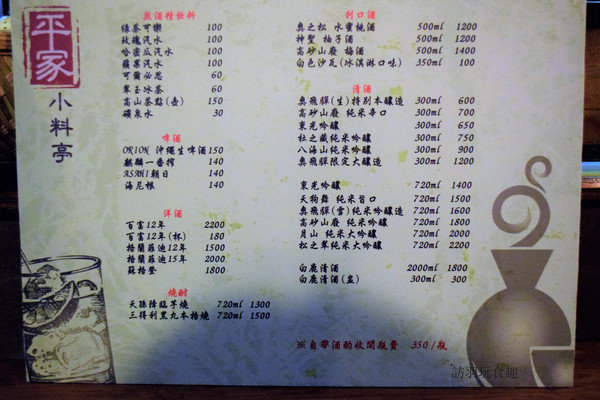 平家
小料亭
無酒精飲料
綠茶可樂 100
玫瑰汽水 100
哈密瓜汽水 100
蘋果汽水 100
可爾必思 60
翠玉冰茶 60
高山茶點(壺) 150
礦泉水 30
啤酒
ORION 沖繩生啤酒 150
麒麟一番搾 140
ASAHI朝日 140
海尼根 140
洋酒
百富12年 2200
百富12年(杯) 180
格蘭菲迪12年 1500
格蘭菲迪15年 2000
蘇格登 1800
燒酎
天孫降臨芋燒 720ml 1300
三得利黑丸本格燒 720ml 1500
利口酒
奧之松 水蜜桃酒 500ml 1200
神聖 柚子酒 500ml 1200
高砂山廢 梅酒 500ml 1400
白色沙瓦(冰淇淋口味) 350ml 100
清酒
奧飛驒(生)特別本釀造 300ml 600
高砂山廢 純米辛口 300ml 700
東光吟釀 300ml 650
杜之藏純米吟釀 300ml 750
八海山純米吟釀 300ml 900
奧飛驒限定大釀造 300ml 1200
東光吟釀 720ml 1400
天狗舞 純米旨口 720ml 1500
奧飛驒(雪)純米吟釀造 720ml 1600
高砂山廢 純米吟釀 720ml 1800
月山 純米大吟釀 720ml 2000
松之翠純米大吟釀 720ml 2200
白鹿清酒 2000ml 1800
白鹿清酒(盅) 300ml 300
※自帶酒酌收開瓶費 350/瓶
訪羽玩食趣